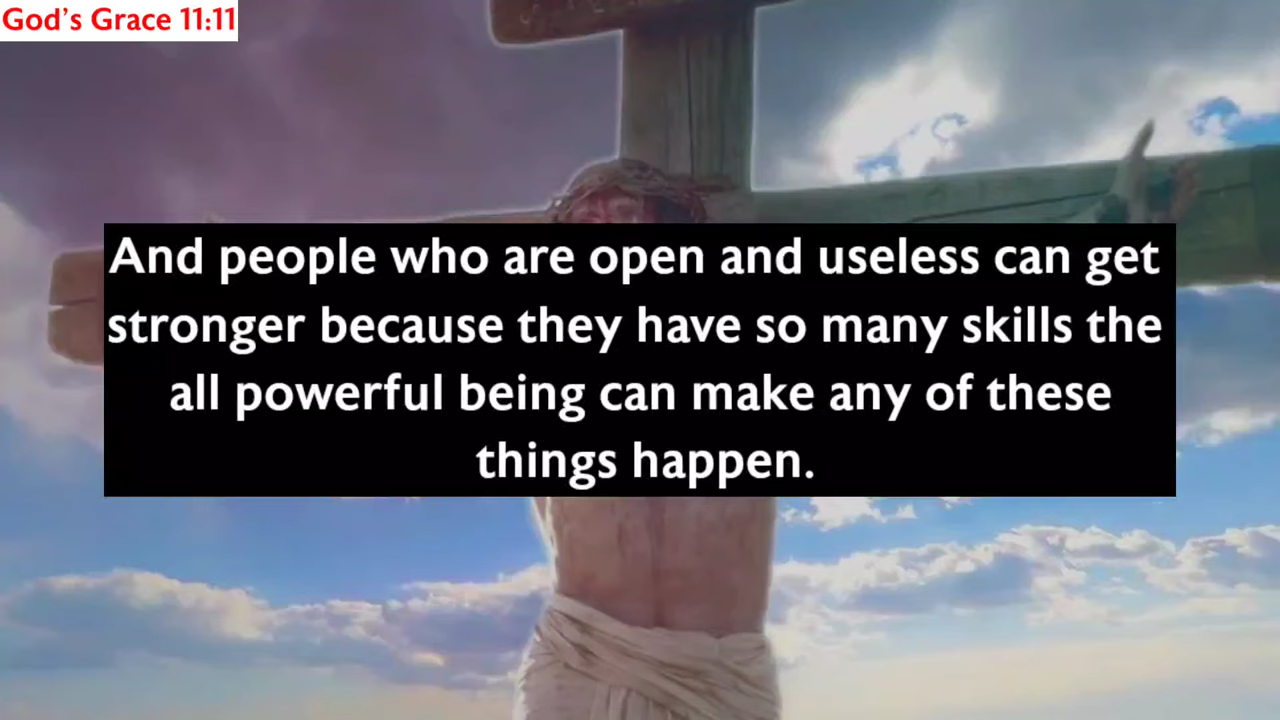 God's Grace 11:11
And people who are open and useless can get
stronger because they have so many skills the
all powerful being can make any of these
things happen.